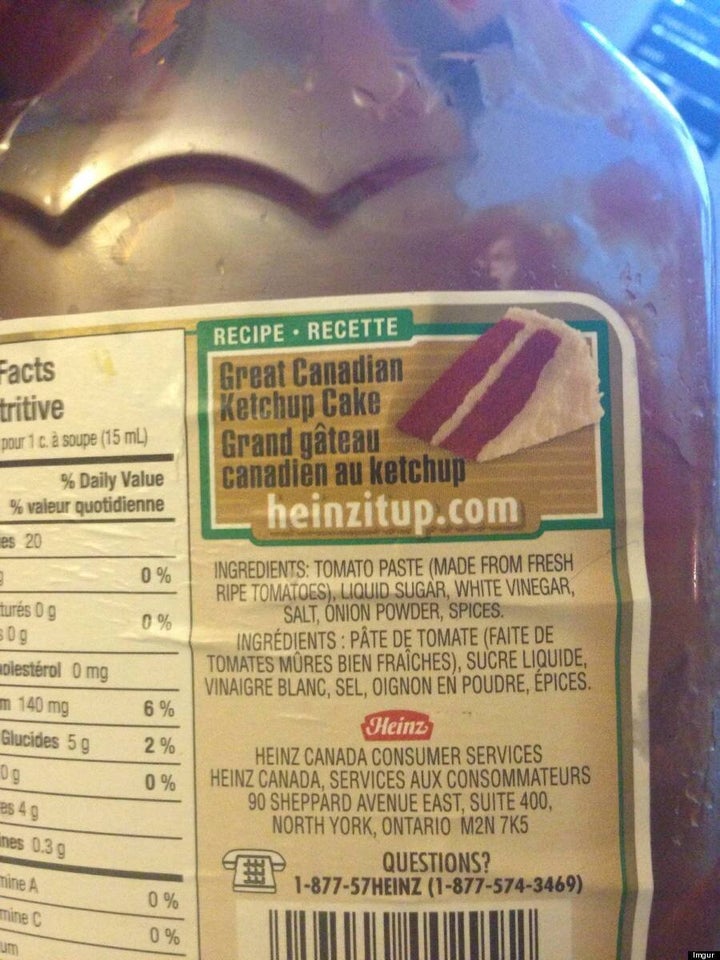 Facts
tritive
pour 1 c. à soupe (15 mL)
% Daily Value
% valeur quotidienne
es 20
0 %
turés 0 g
0 g
0 %
olestérol 0 mg
m 140 mg 6 %
Glucides 5 g 2 %
0 g 0 %
es 4 g
ines 0.3 g
mine A 0 %
mine C 0 %
um
RECIPE • RECETTE
Great Canadian
Ketchup Cake
Grand gâteau
canadien au ketchup
heinzitup.com
INGREDIENTS: TOMATO PASTE (MADE FROM FRESH
RIPE TOMATOES), LIQUID SUGAR, WHITE VINEGAR,
SALT, ONION POWDER, SPICES.
INGRÉDIENTS : PÂTE DE TOMATE (FAITE DE
TOMATES MÛRES BIEN FRAÎCHES), SUCRE LIQUIDE,
VINAIGRE BLANC, SEL, OIGNON EN POUDRE, ÉPICES.
Heinz
HEINZ CANADA CONSUMER SERVICES
HEINZ CANADA, SERVICES AUX CONSOMMATEURS
90 SHEPPARD AVENUE EAST, SUITE 400,
NORTH YORK, ONTARIO M2N 7K5
QUESTIONS?
1-877-57HEINZ (1-877-574-3469)
Imgur